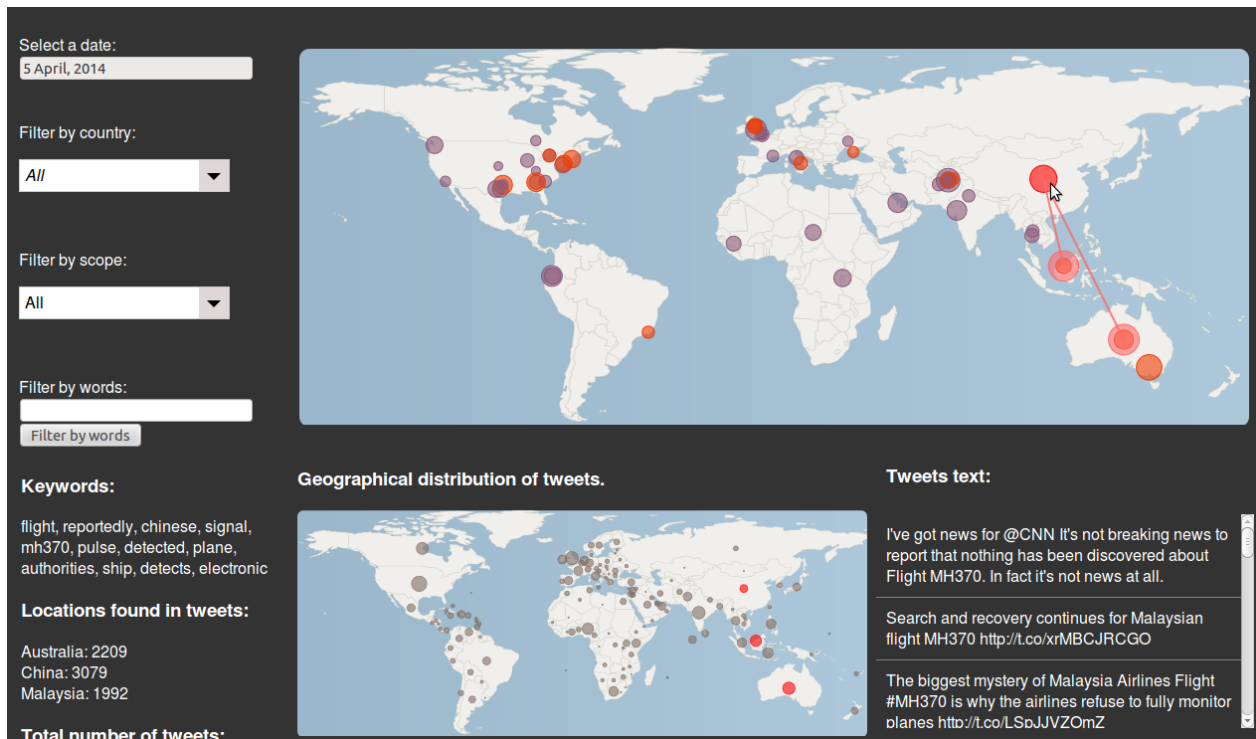 Select a date:
5 April, 2014
Filter by country:
All
Filter by scope:
All
Filter by words:
Filter by words
Keywords:
flight, reportedly, chinese, signal,
mh370, pulse, detected, plane,
authorities, ship, detects, electronic
Locations found in tweets:
Australia: 2209
China: 3079
Malaysia: 1992
Total number of tweets:
Geographical distribution of tweets.
Tweets text:
I've got news for @CNN It's not breaking news to
report that nothing has been discovered about
Flight MH370. In fact it's not news at all.
Search and recovery continues for Malaysian
flight MH370 http://t.co/xrMBCJRCGO
The biggest mystery of Malaysia Airlines Flight
#MH370 is why the airlines refuse to fully monitor
planes http://t.co/LSpJJVZOmZ